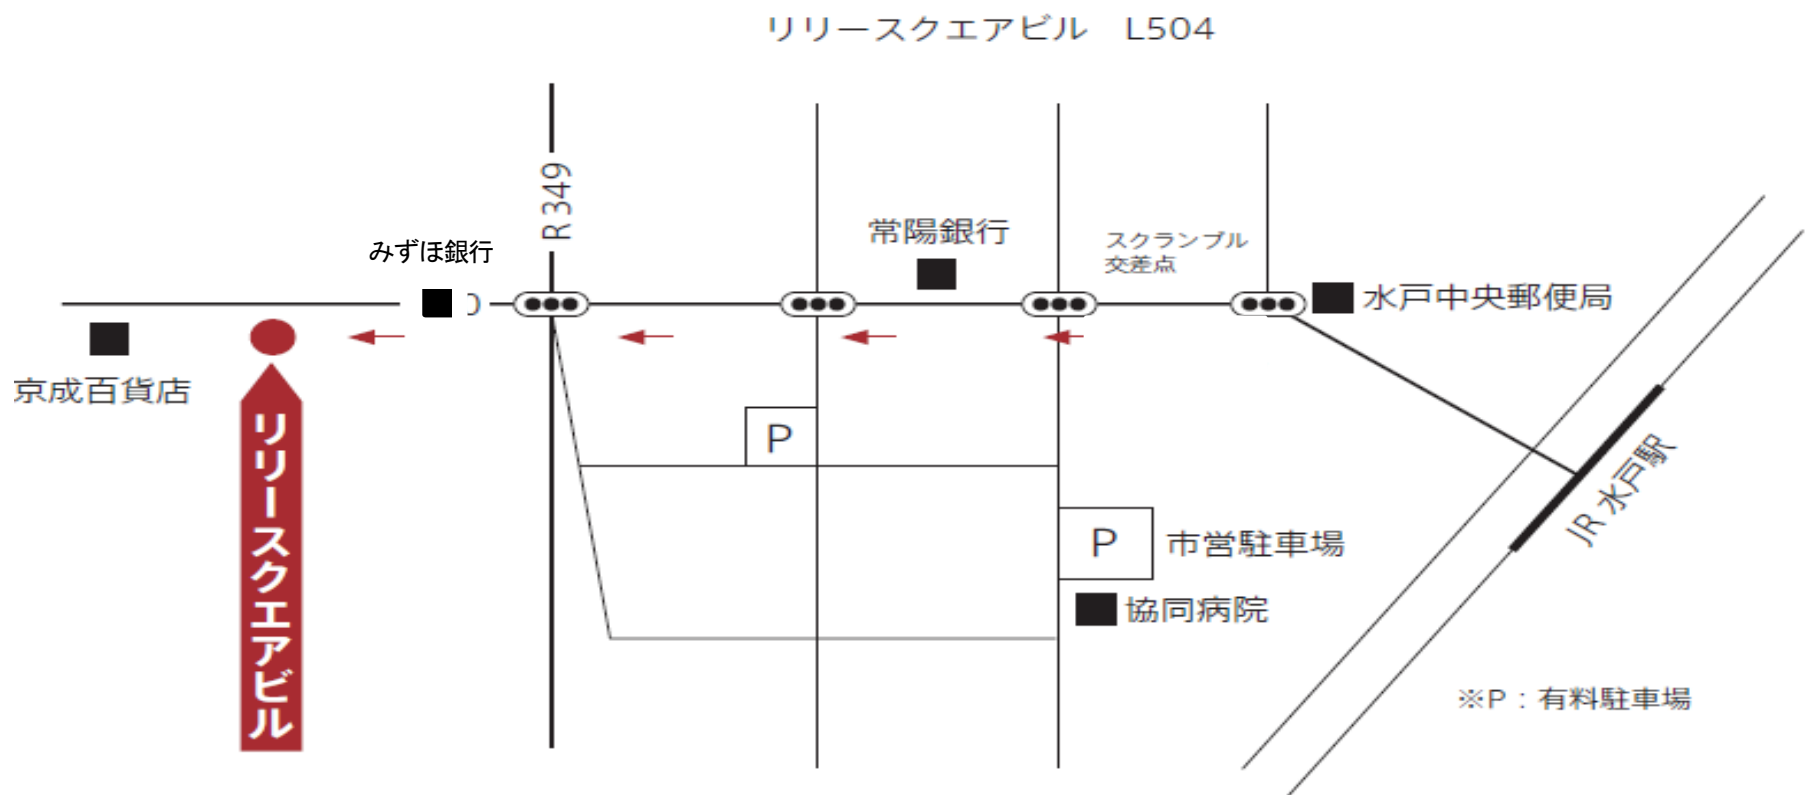 リリースクエアビル　L504
R 349
みずほ銀行
常陽銀行
スクランブル
交差点
水戸中央郵便局
京成百貨店
リリースクエアビル
P
P
市営駐車場
協同病院
JR 水戸駅
※P：有料駐車場